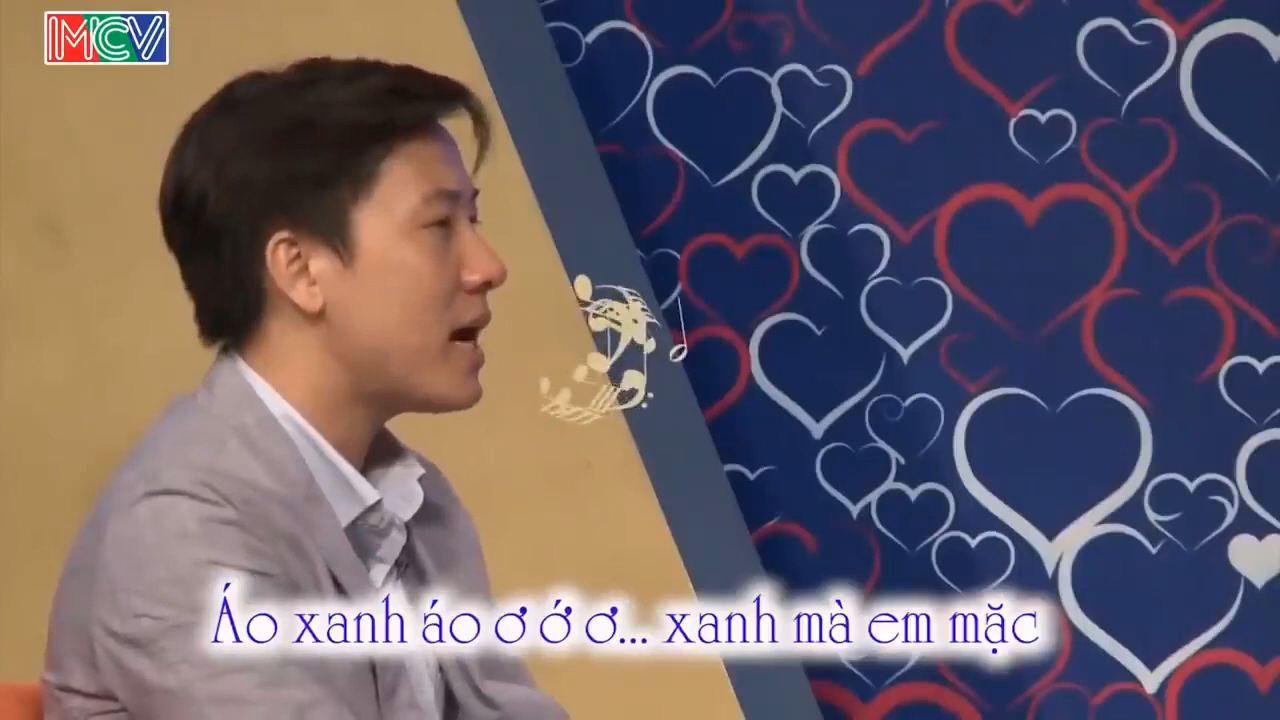 MCV
Áo xanh áo ơ ớ ơ... xanh mà em mặc